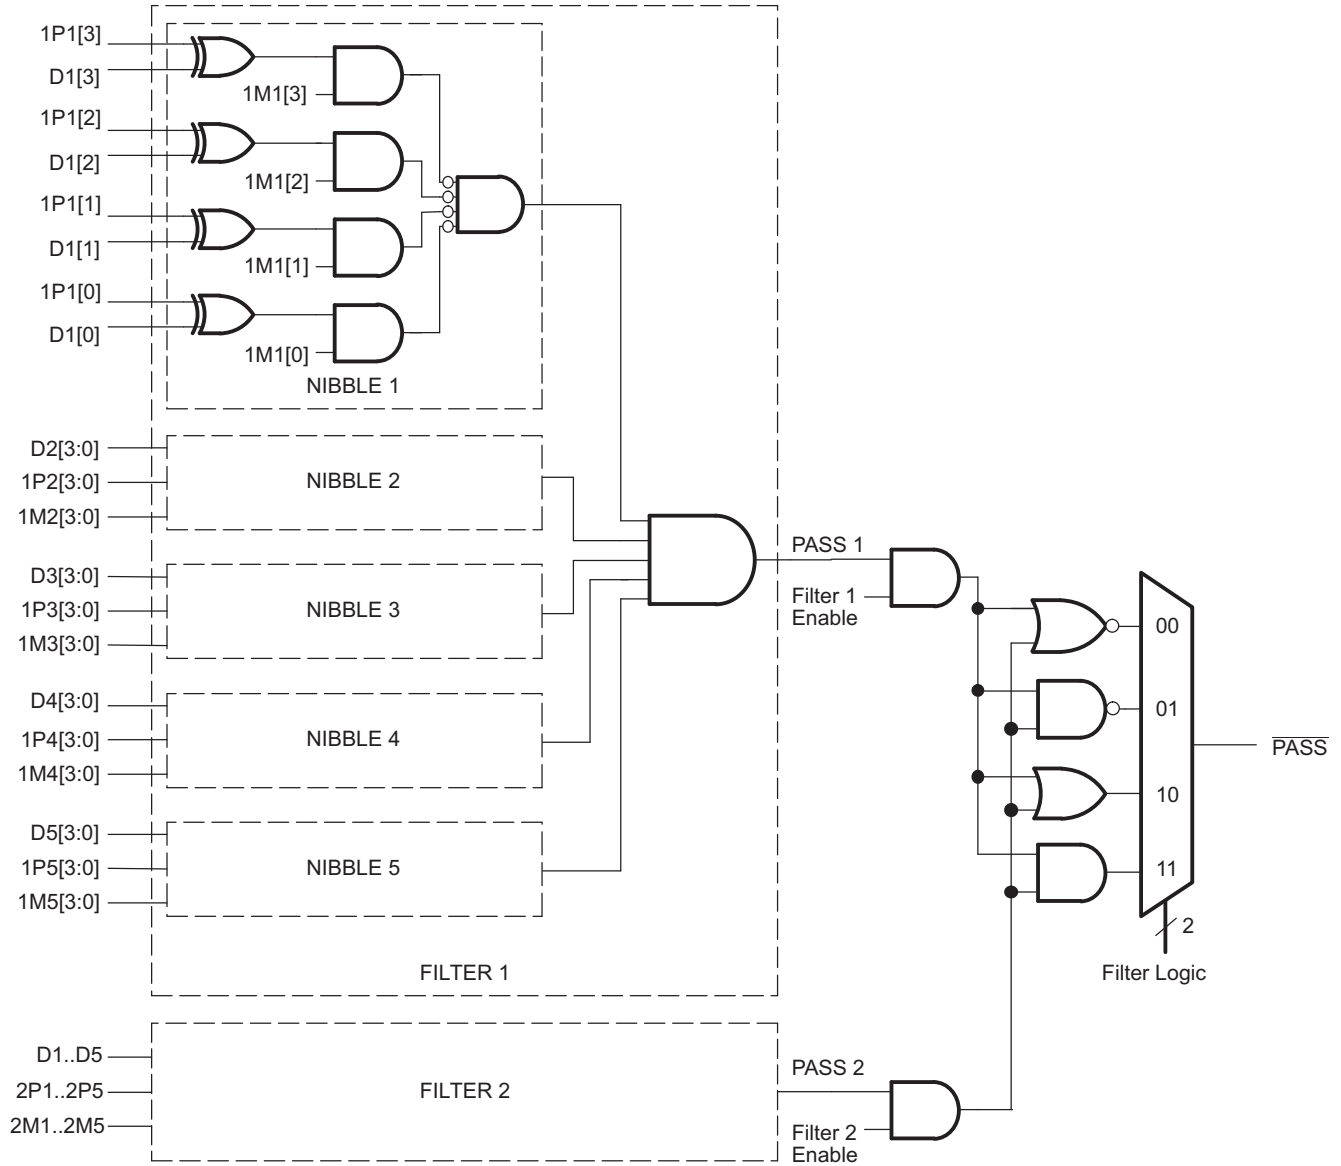 1P1[3]
D1[3]
1M1[3]
1P1[2]
D1[2]
1M1[2]
1P1[1]
D1[1]
1M1[1]
1P1[0]
D1[0]
1M1[0]
NIBBLE 1
D2[3:0]
1P2[3:0]
1M2[3:0]
NIBBLE 2
D3[3:0]
1P3[3:0]
1M3[3:0]
NIBBLE 3
D4[3:0]
1P4[3:0]
1M4[3:0]
NIBBLE 4
D5[3:0]
1P5[3:0]
1M5[3:0]
NIBBLE 5
FILTER 1
PASS 1
Filter 1
Enable
00
01
10
11
PASS
2
Filter Logic
D1..D5
2P1..2P5
2M1..2M5
FILTER 2
PASS 2
Filter 2
Enable